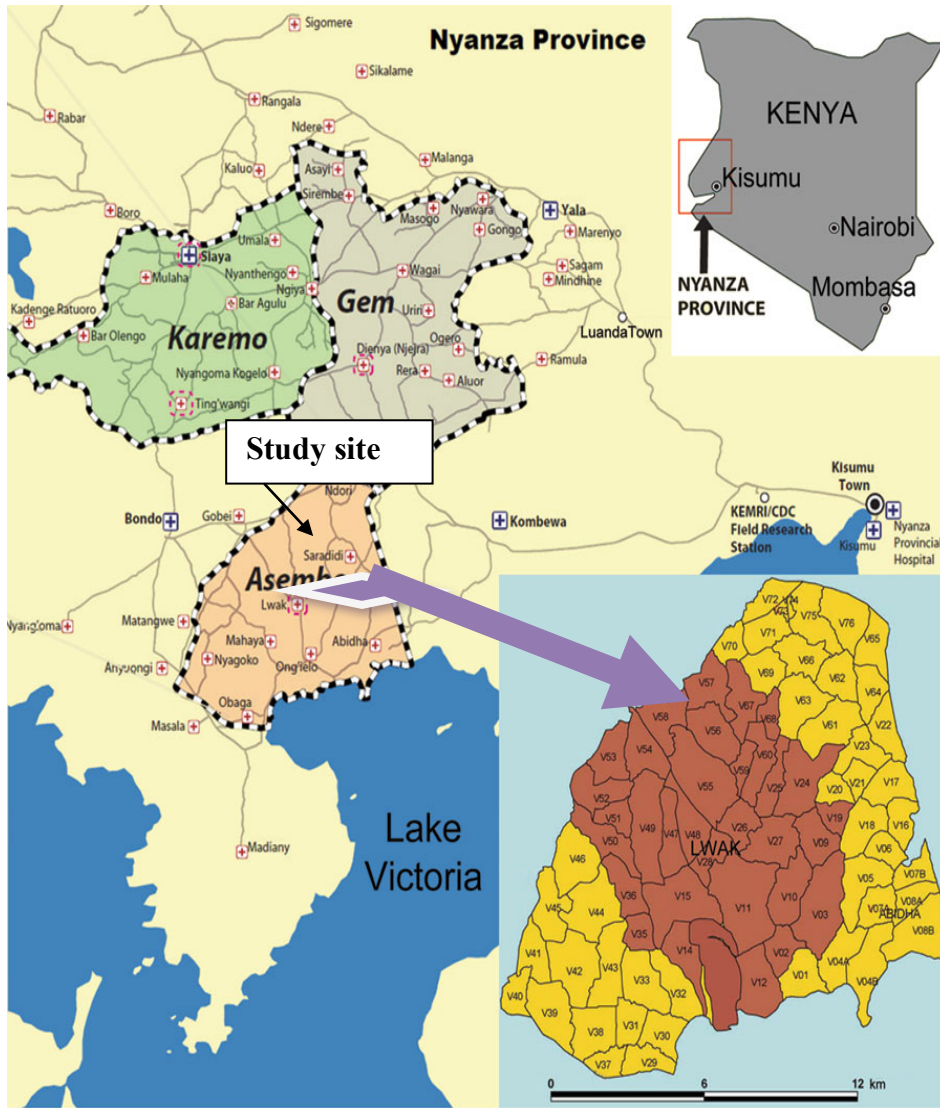 Nyanza Province
Sigomere
Sikalame
Rangala
Rabar
Ndere
Kaluo
Asayi
Malanga
Sirembe
Boro
Masogo
Nyawara
Yala
Gongo
Marenyo
Umala
Siaya
Sagam
Mindhine
Mulaha
Nyanthengo
Wagai
Ngiya
Gem
Kadenge Ratuoro
Bar Agulu
Uriri
Luanda Town
Bar Olengo
Karemo
Ogero
Dienya (Njejra)
Ramula
Nyangoma Kogelo
Rera
Aluor
Ting'wangi
Study site
Ndori
Bondo
Gobei
Kombewa
Saradidi
KEMRI/CDC
Field Research
Station
Kisumu
Town
Kisumu
Nyanza
Provincial
Hospital
Lwak
Matangwe
Mahaya
Abidha
Nyagoko
Ong'ielo
Anyuongi
Obaga
Masala
Madiany
Lake
Victoria
KENYA
Kisumu
Nairobi
NYANZA
PROVINCE
Mombasa
V72
V74
V73
V75
V76
V65
V71
V70
V66
V69
V62
V57
V64
V63
V67
V68
V61
V22
V58
V56
V54
V23
V53
V60
V59
V24
V55
V21
V17
V20
V25
V52
V51
V49
V47
V48
V26
V19
V18
V16
V50
V27
V09
V06
V28
LWAK
V46
V05
V07B
V36
V15
V10
V45
V44
V11
V03
V07A
V08A
ABIDHA
V08B
V35
V41
V43
V14
V02
V04A
V42
V33
V01
V04B
V40
V32
V12
V39
V38
V31
V30
V37
V29
0
6
12
km